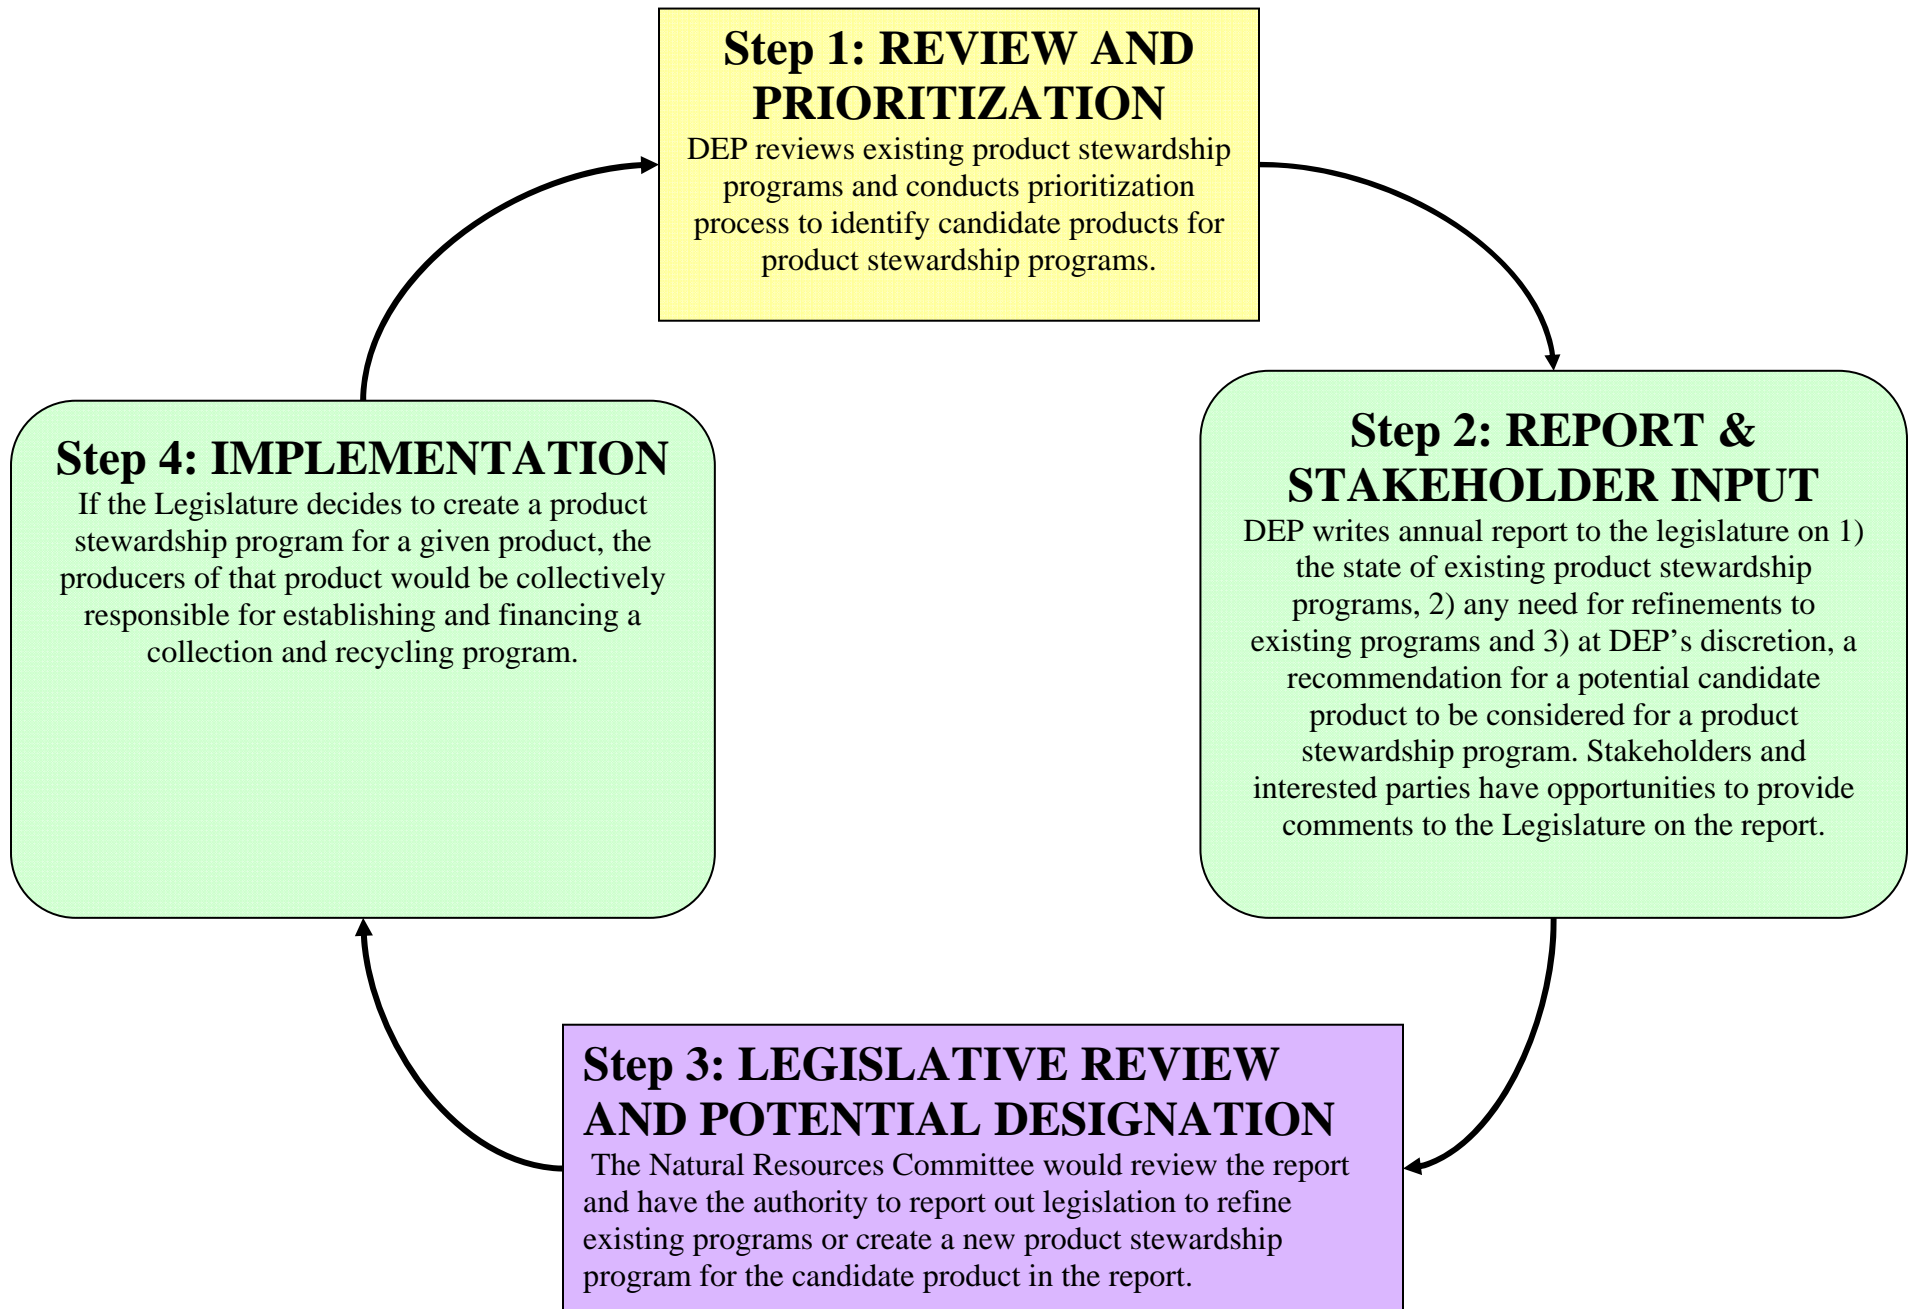 Step 1: REVIEW AND
PRIORITIZATION
DEP reviews existing product stewardship
programs and conducts prioritization
process to identify candidate products for
product stewardship programs.
Step 2: REPORT &
STAKEHOLDER INPUT
DEP writes annual report to the legislature on 1)
the state of existing product stewardship
programs, 2) any need for refinements to
existing programs and 3) at DEP’s discretion, a
recommendation for a potential candidate
product to be considered for a product
stewardship program. Stakeholders and
interested parties have opportunities to provide
comments to the Legislature on the report.
Step 3: LEGISLATIVE REVIEW
AND POTENTIAL DESIGNATION
The Natural Resources Committee would review the report
and have the authority to report out legislation to refine
existing programs or create a new product stewardship
program for the candidate product in the report.
Step 4: IMPLEMENTATION
If the Legislature decides to create a product
stewardship program for a given product, the
producers of that product would be collectively
responsible for establishing and financing a
collection and recycling program.